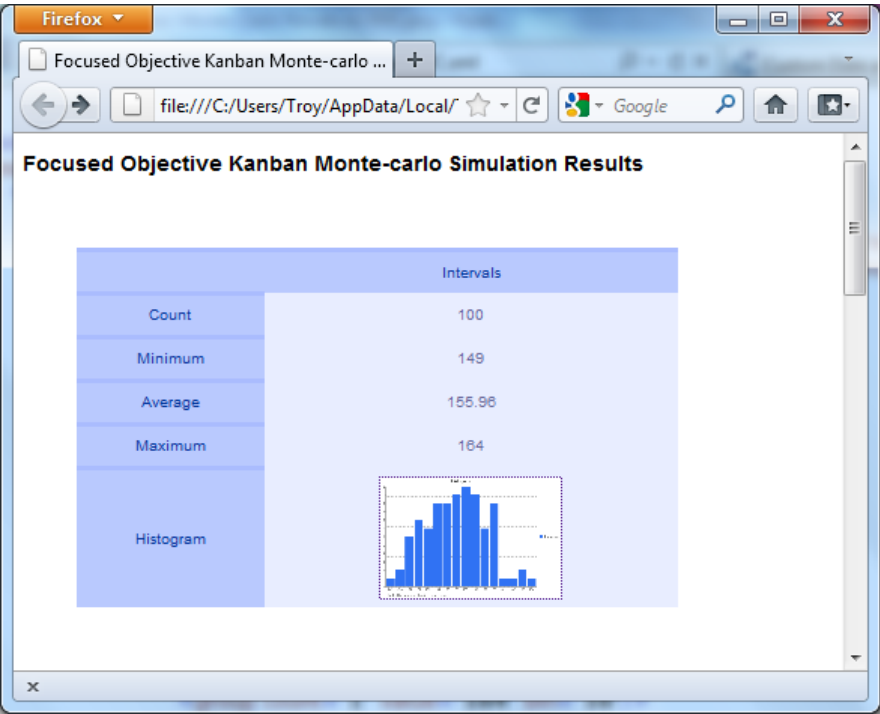 Firefox
Focused Objective Kanban Monte-carlo ...
file:///C:/Users/Troy/AppData/Local/
Google
Focused Objective Kanban Monte-carlo Simulation Results
Intervals
Count 100
Minimum 149
Average 155.96
Maximum 164
Histogram